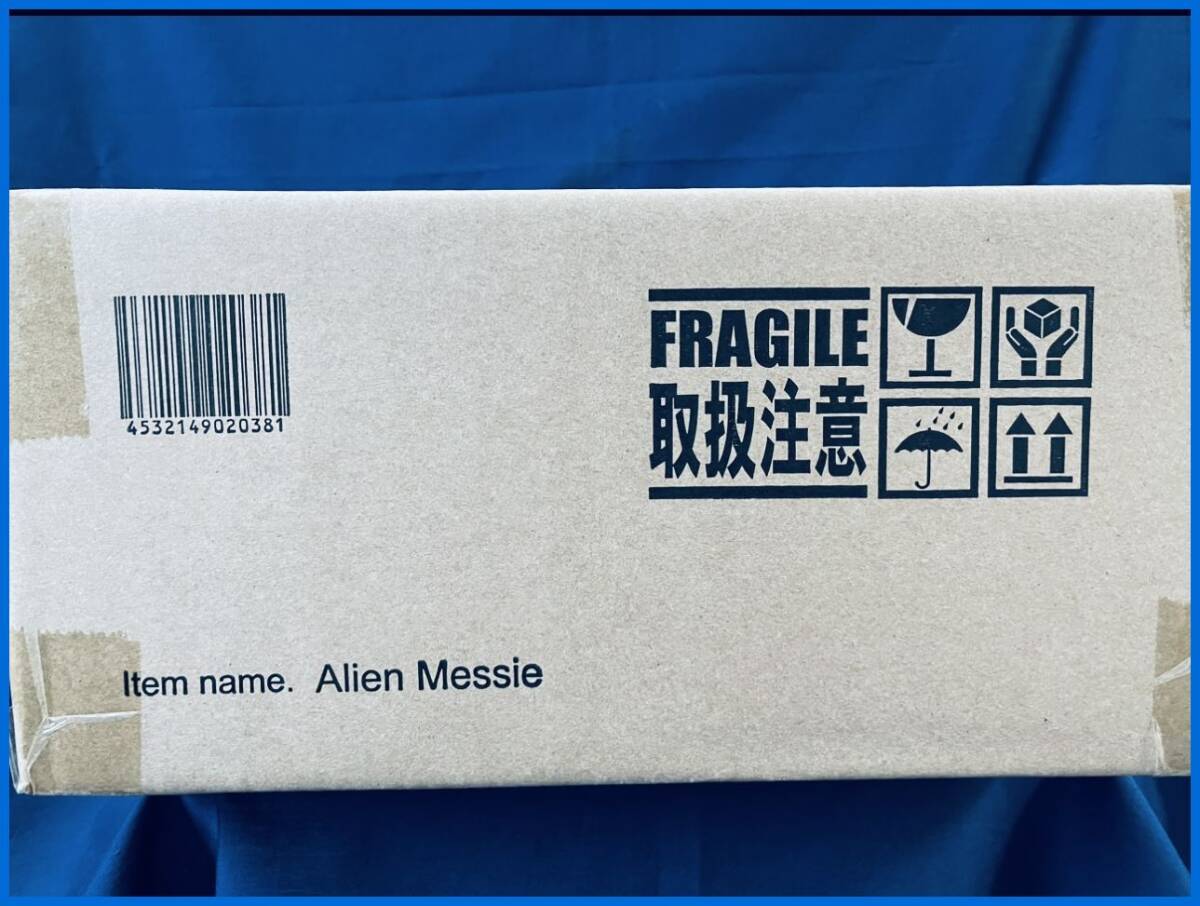 4532149020381
FRAGILE
取扱注意
Item name. Alien Messie